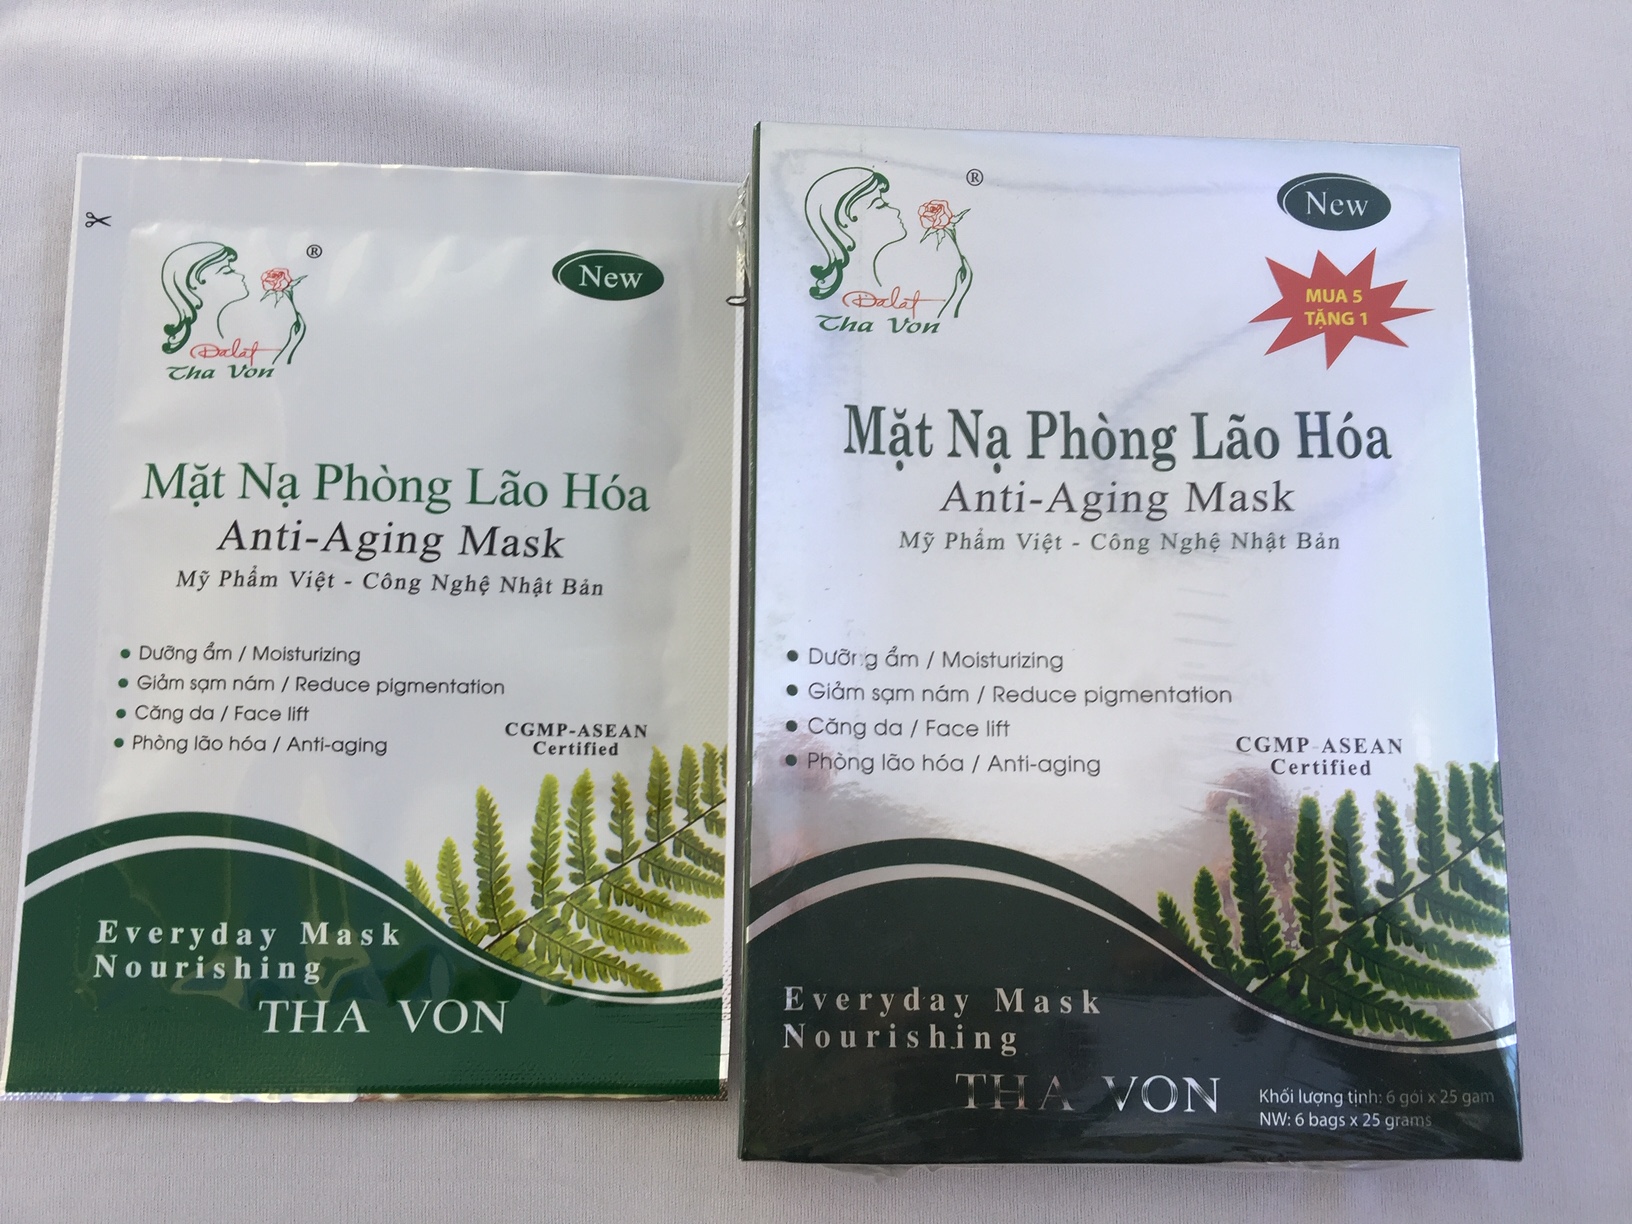 ®
New
Dalat
Tha Von
Mặt Nạ Phòng Lão Hóa
Anti-Aging Mask
Mỹ Phẩm Việt - Công Nghệ Nhật Bản
• Dưỡng ẩm / Moisturizing
• Giảm sạm nám / Reduce pigmentation
• Căng da / Face lift
• Phòng lão hóa / Anti-aging
CGMP-ASEAN
Certified
Everyday Mask
Nourishing
THA VON
®
New
MUA 5
TẶNG 1
Dalat
Tha Von
Mặt Nạ Phòng Lão Hóa
Anti-Aging Mask
Mỹ Phẩm Việt - Công Nghệ Nhật Bản
• Dưỡng ẩm / Moisturizing
• Giảm sạm nám / Reduce pigmentation
• Căng da / Face lift
• Phòng lão hóa / Anti-aging
CGMP-ASEAN
Certified
Everyday Mask
Nourishing
THA VON
Khối lượng tịnh: 6 gói x 25 gam
NW: 6 bags x 25 grams